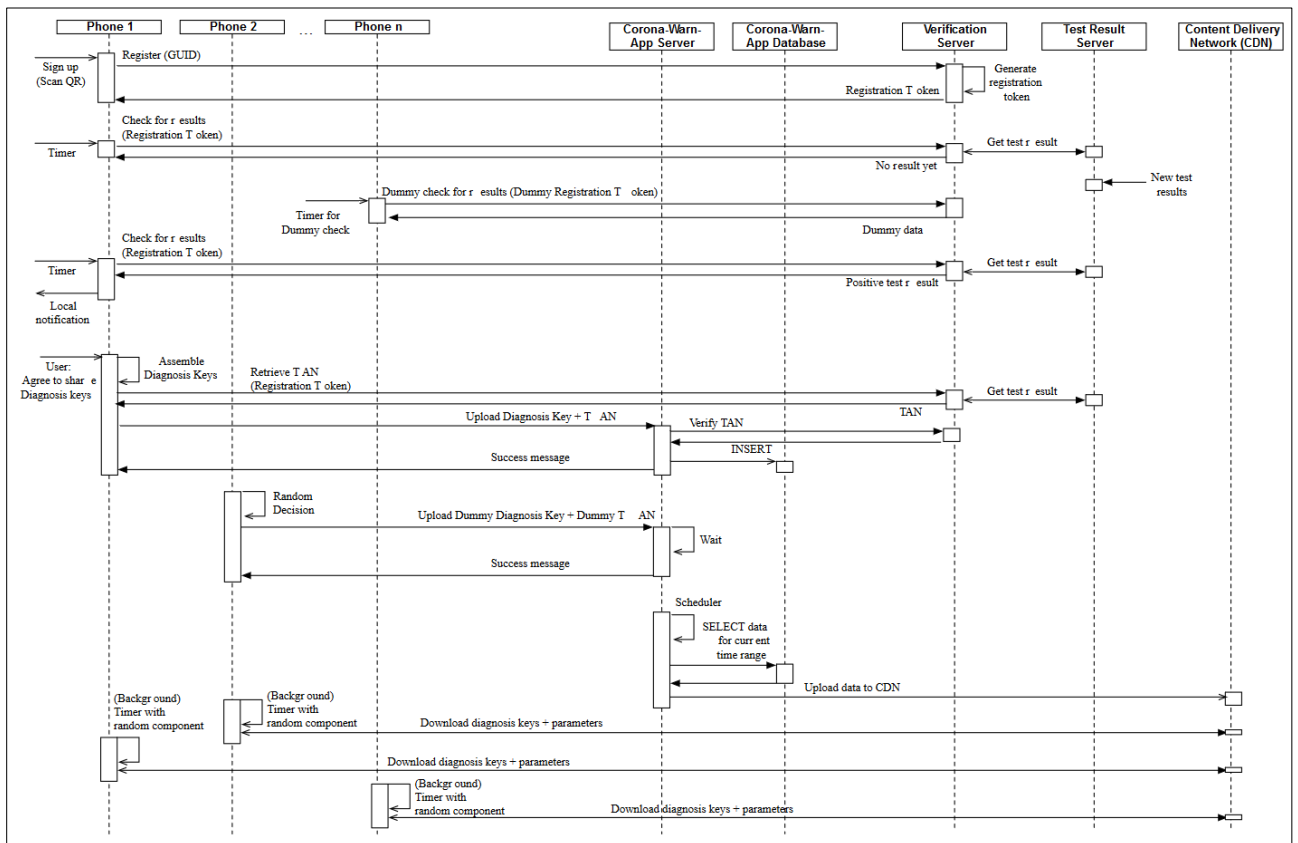 Phone 1
Phone 2
...
Phone n
Corona-Warn-
App Server
Corona-Warn-
App Database
Verification
Server
Test Result
Server
Content Delivery
Network (CDN)
Sign up
(Scan QR)
Register (GUID)
Generate
registration
token
Registration T oken
Check for r esults
(Registration T oken)
Timer
Get test r esult
No result yet
New test
results
Dummy check for r esults (Dummy Registration T oken)
Timer for
Dummy check
Dummy data
Check for r esults
(Registration T oken)
Timer
Get test r esult
Positive test r esult
Local
notification
User:
Agree to shar e
Diagnosis keys
Assemble
Diagnosis Keys
Retrieve T AN
(Registration T oken)
Get test r esult
TAN
Upload Diagnosis Key + T AN
Verify TAN
INSERT
Success message
Random
Decision
Upload Dummy Diagnosis Key + Dummy T AN
Wait
Success message
Scheduler
SELECT data
for curr ent
time range
Upload data to CDN
(Backgr ound)
Timer with
random component
(Backgr ound)
Timer with
random component
Download diagnosis keys + parameters
Download diagnosis keys + parameters
(Backgr ound)
Timer with
random component
Download diagnosis keys + parameters